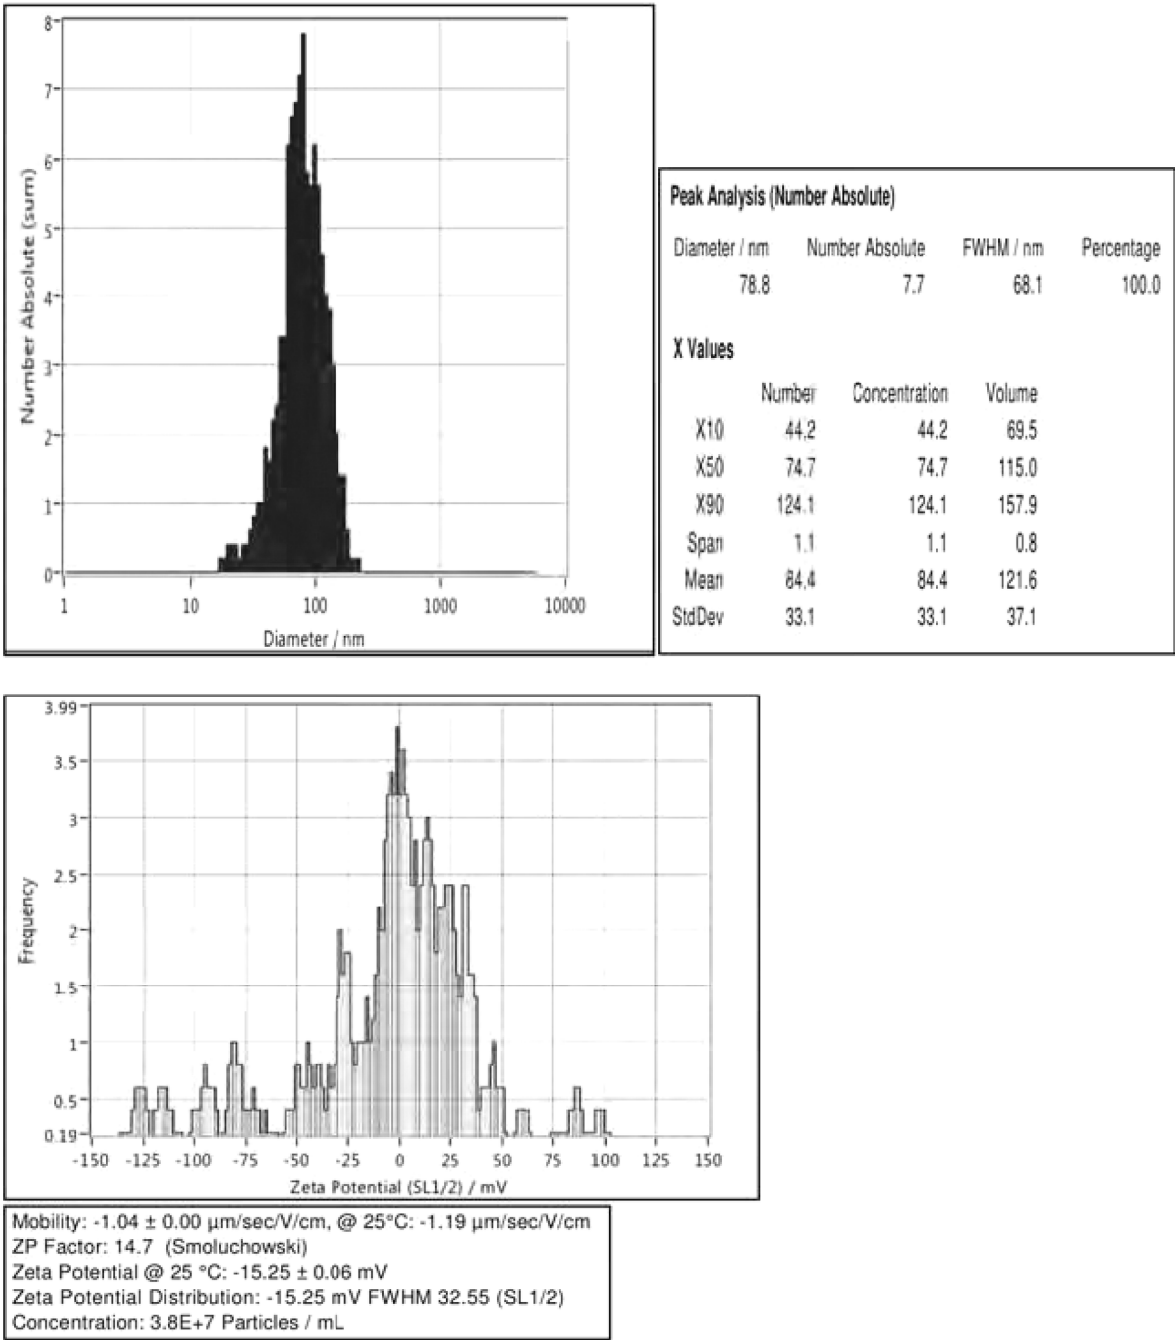 8
7
6
5
4
3
2
1
0
Number Absolute (sum)
1 10 100 1000 10000
Diameter / nm
Peak Analysis (Number Absolute)
Diameter / nm Number Absolute FWHM / nm Percentage
78.8 7.7 68.1 100.0
X Values
Number Concentration Volume
X10 44.2 44.2 69.5
X50 74.7 74.7 115.0
X90 124.1 124.1 157.9
Span 1.1 1.1 0.8
Mean 84.4 84.4 121.6
StdDev 33.1 33.1 37.1
3.99
3.5
3
2.5
2
1.5
1
0.5
0.19
Frequency
-150 -125 -100 -75 -50 -25 0 25 50 75 100 125 150
Zeta Potential (SL1/2) / mV
Mobility: -1.04 ± 0.00 µm/sec/V/cm, @ 25°C: -1.19 µm/sec/V/cm
ZP Factor: 14.7 (Smoluchowski)
Zeta Potential @ 25 °C: -15.25 ± 0.06 mV
Zeta Potential Distribution: -15.25 mV FWHM 32.55 (SL1/2)
Concentration: 3.8E+7 Particles / mL